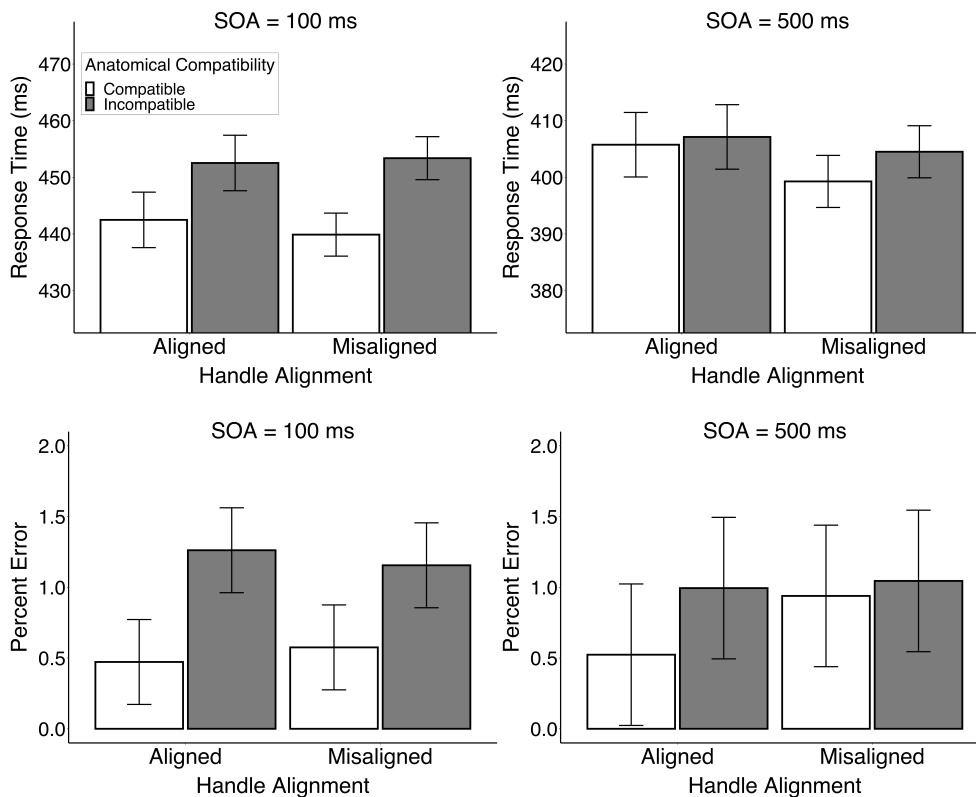 SOA = 100 ms
Response Time (ms)
470
460
450
440
430
Anatomical Compatibility
Compatible
Incompatible
Aligned Misaligned
Handle Alignment
SOA = 500 ms
Response Time (ms)
420
410
400
390
380
Aligned Misaligned
Handle Alignment
SOA = 100 ms
Percent Error
2.0
1.5
1.0
0.5
0.0
Aligned Misaligned
Handle Alignment
SOA = 500 ms
Percent Error
2.0
1.5
1.0
0.5
0.0
Aligned Misaligned
Handle Alignment